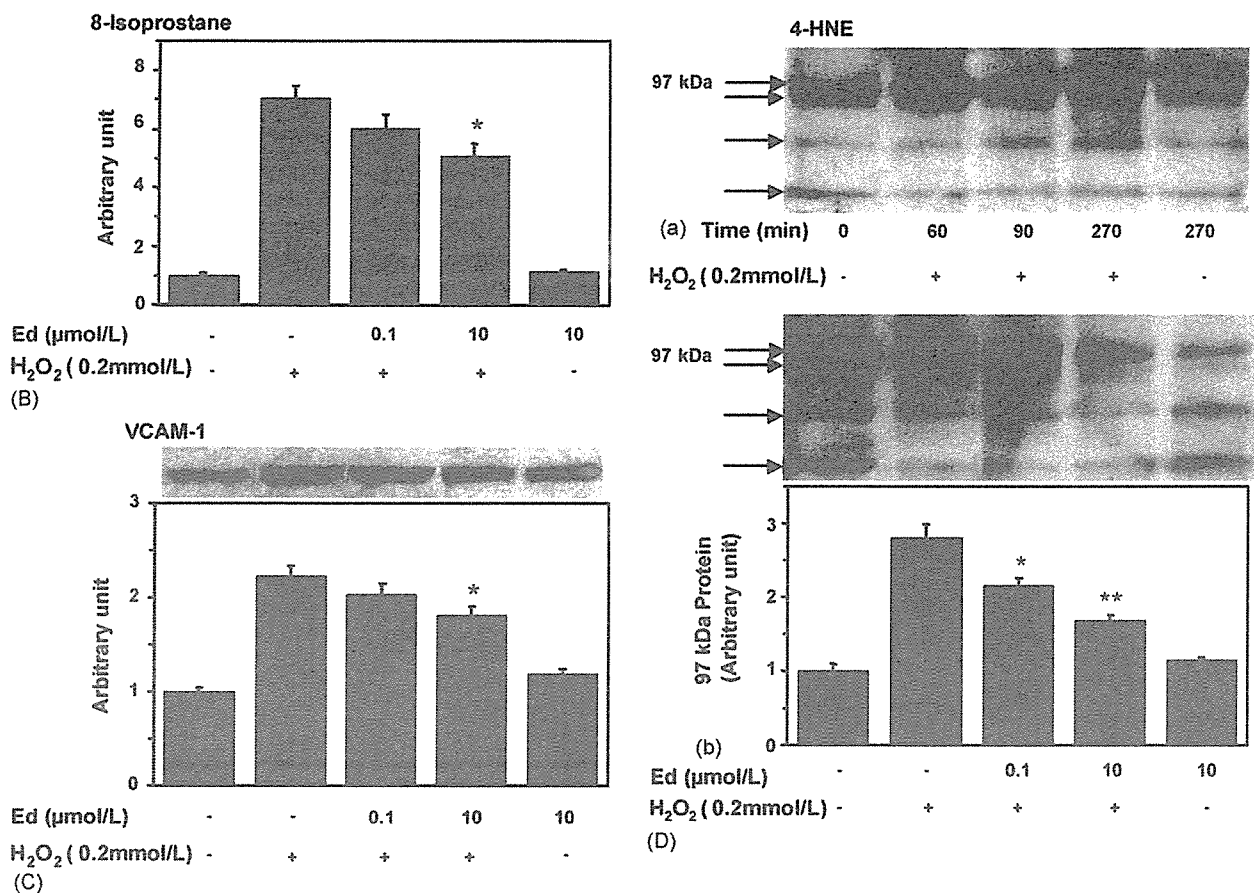 8-Isoprostane
8
6
4
2
1
0
Arbitrary unit
*
Ed (µmol/L) - - 0.1 10 10
H₂O₂ ( 0.2mmol/L) - + + + -
(B)
VCAM-1
3
2
1
0
Arbitrary unit
*
Ed (µmol/L) - - 0.1 10 10
H₂O₂ ( 0.2mmol/L) - + + + -
(C)
4-HNE
97 kDa
(a) Time (min) 0 60 90 270 270
H₂O₂ ( 0.2mmol/L) - + + + -
97 kDa
3
2
1
0
97 kDa Protein
(Arbitrary unit)
*
**
(b)
Ed (µmol/L) - - 0.1 10 10
H₂O₂ ( 0.2mmol/L) - + + + -
(D)